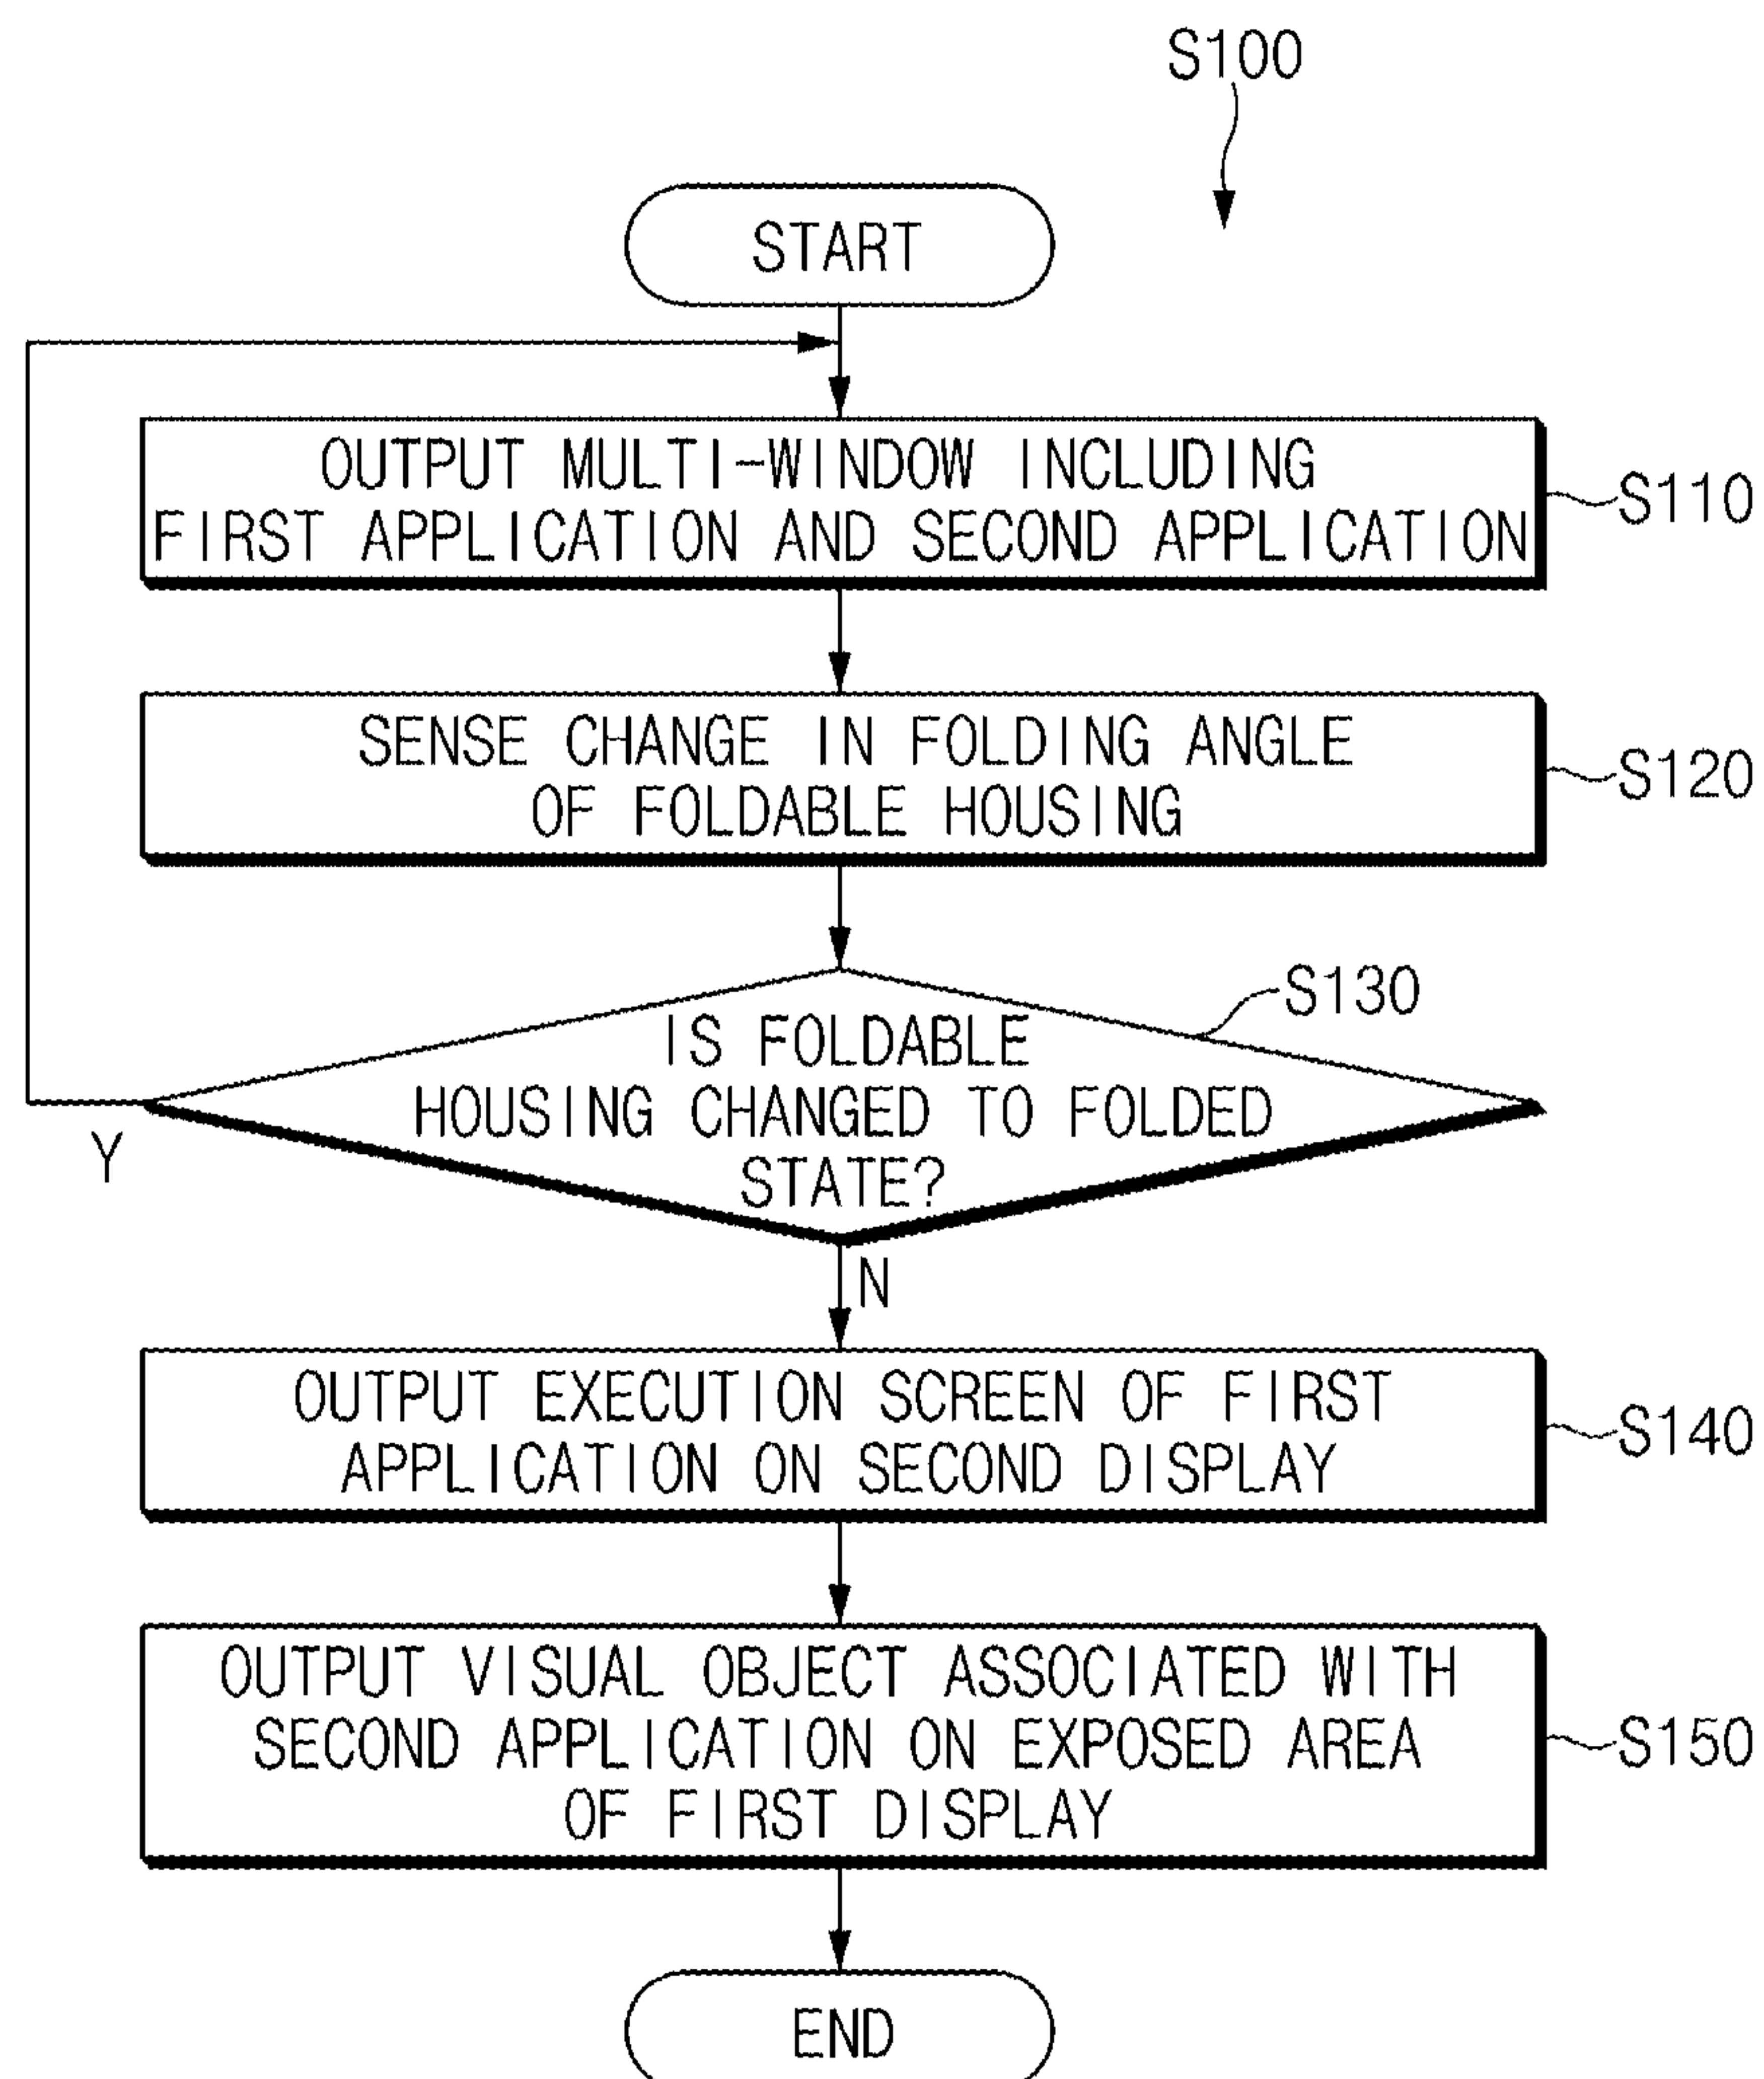 S100
START
OUTPUT MULTI-WINDOW INCLUDING
FIRST APPLICATION AND SECOND APPLICATION
S110
SENSE CHANGE IN FOLDING ANGLE
OF FOLDABLE HOUSING
S120
S130
IS FOLDABLE
HOUSING CHANGED TO FOLDED
STATE?
Y
N
OUTPUT EXECUTION SCREEN OF FIRST
APPLICATION ON SECOND DISPLAY
S140
OUTPUT VISUAL OBJECT ASSOCIATED WITH
SECOND APPLICATION ON EXPOSED AREA
OF FIRST DISPLAY
S150
END